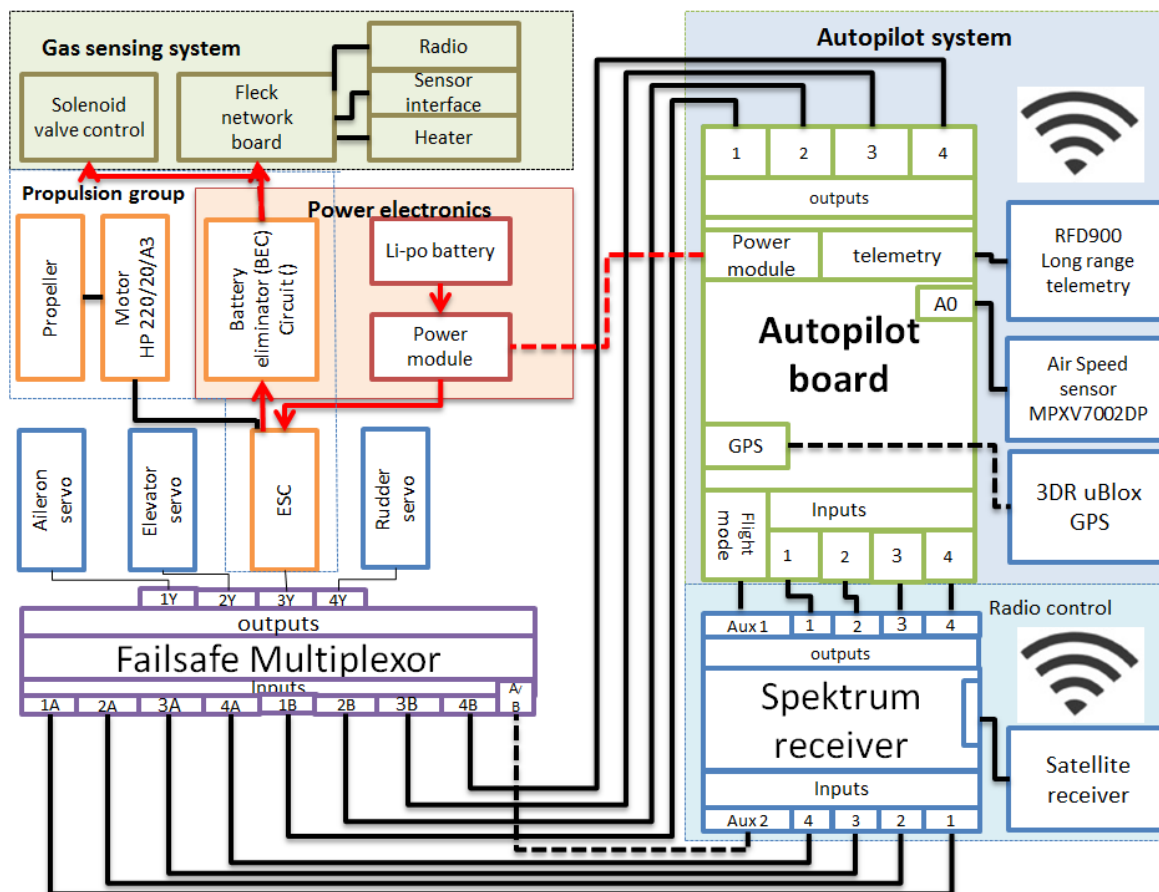 Gas sensing system
Solenoid
valve control
Fleck
network
board
Radio
Sensor
interface
Heater
Propulsion group
Propeller
Motor
HP 220/20/A3
Power electronics
Battery
eliminator (BEC)
Circuit ()
Li-po battery
Power
module
Aileron
servo
Elevator
servo
ESC
Rudder
servo
1Y 2Y 3Y 4Y
outputs
Failsafe Multiplexor
Inputs
1A 2A 3A 4A 1B 2B 3B 4B
A/
B
Autopilot system
1 2 3 4
outputs
Power
module
telemetry
A0
Autopilot
board
GPS
Flight
mode
Inputs
1 2 3 4
RFD900
Long range
telemetry
Air Speed
sensor
MPXV7002DP
3DR uBlox
GPS
Radio control
Aux 1 1 2 3 4
outputs
Spektrum
receiver
Inputs
Aux 2 4 3 2 1
Satellite
receiver